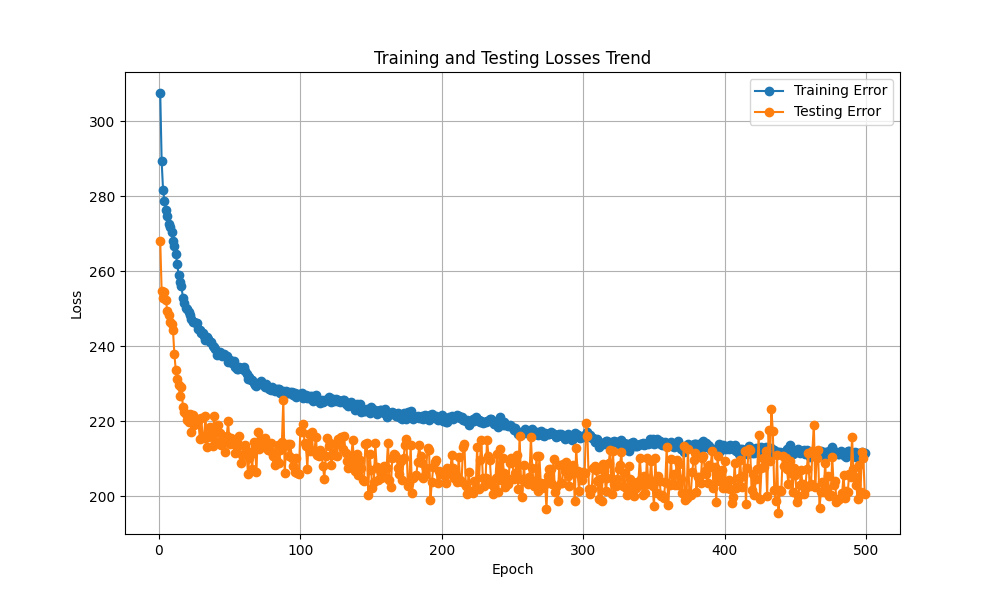 Training and Testing Losses Trend
Training Error
Testing Error
Loss
300
280
260
240
220
200
0 100 200 300 400 500
Epoch